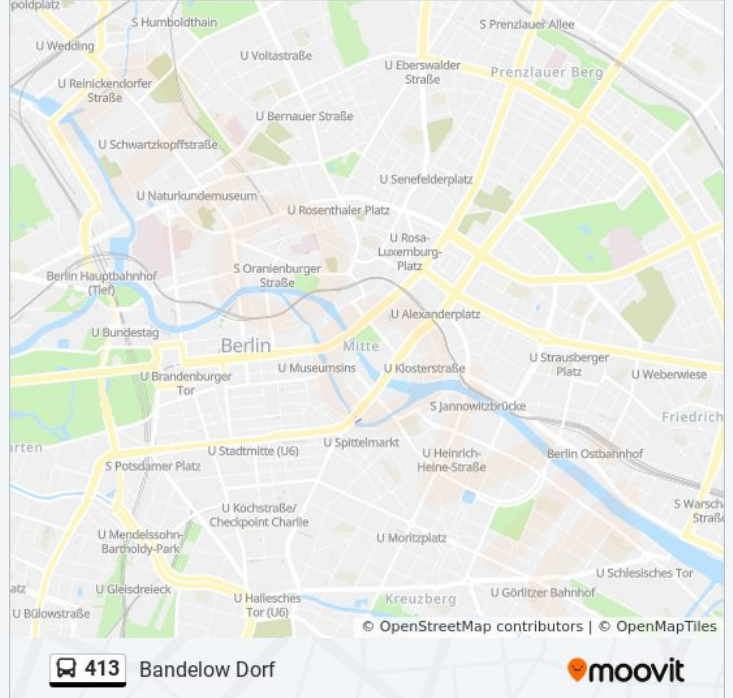 poldplatz
S Humboldthain
S Prenzlauer Allee
U Wedding
U Voltastraße
U Eberswalder
Straße
Prenzlauer Berg
U Reinickendorfer
Straße
U Bernauer Straße
U Schwartzkopffstraße
U Senefelderplatz
U Naturkundemuseum
U Rosenthaler Platz
U Rosa-
Luxemburg-
Platz
Berlin Hauptbahnhof
(Tief)
S Oranienburger
Straße
U Alexanderplatz
U Bundestag
Berlin
Mitte
U Museumsins
U Klosterstraße
U Strausberger
Platz
U Weberwiese
U Brandenburger
Tor
S Jannowitzbrücke
Friedrich
rten
U Stadtmitte (U6)
U Spittelmarkt
S Potsdamer Platz
U Heinrich-
Heine-Straße
Berlin Ostbahnhof
U Kochstraße/
Checkpoint Charlie
S Warsch
Straße
U Mendelssohn-
Bartholdy-Park
U Moritzplatz
U Schlesisches Tor
atz
U Gleisdreieck
U Hallesches
Tor (U6)
Kreuzberg
U Görlitzer Bahnhof
U Bülowstraße
© OpenStreetMap contributors | © OpenMapTiles
413 Bandelow Dorf
moovit